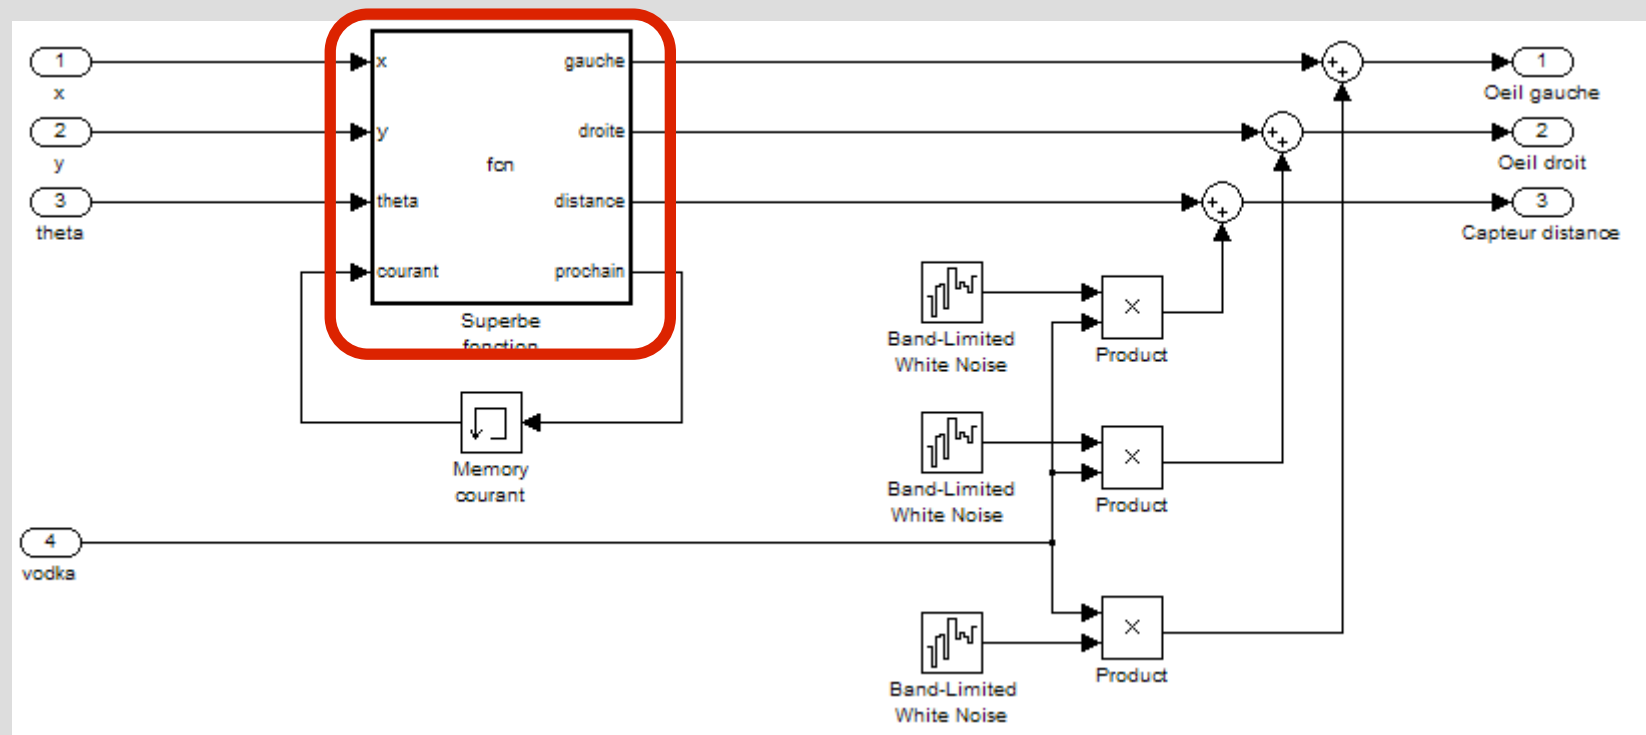 1
x
2
y
3
theta
x
y
theta
courant
fcn
gauche
droite
distance
prochain
Superbe
fonction
Memory
courant
4
vodka
Band-Limited
White Noise
×
Product
Band-Limited
White Noise
×
Product
Band-Limited
White Noise
×
Product
+
+
+
+
+
+
1
Oeil gauche
2
Oeil droit
3
Capteur distance